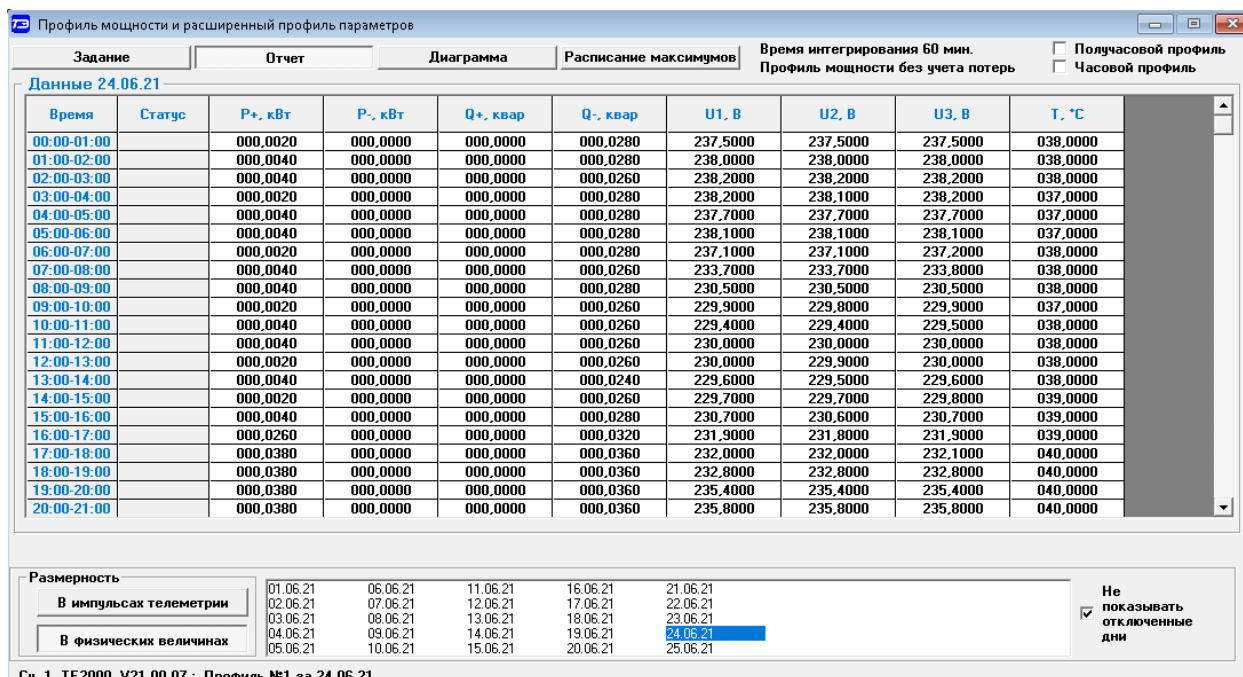 ТЭ Профиль мощности и расширенный профиль параметров
Задание Отчет Диаграмма Расписание максимумов Время интегрирования 60 мин. Получасовой профиль
Профиль мощности без учета потерь Часовой профиль
Данные 24.06.21
Время Статус P+, кВт P-, кВт Q+, квар Q-, квар U1, В U2, В U3, В T, *C
00:00-01:00 000,0020 000,0000 000,0000 000,0280 237,5000 237,5000 237,5000 038,0000
01:00-02:00 000,0040 000,0000 000,0000 000,0280 238,0000 238,0000 238,0000 038,0000
02:00-03:00 000,0040 000,0000 000,0000 000,0260 238,2000 238,2000 238,2000 038,0000
03:00-04:00 000,0020 000,0000 000,0000 000,0280 238,2000 238,1000 238,2000 037,0000
04:00-05:00 000,0040 000,0000 000,0000 000,0280 237,7000 237,7000 237,7000 037,0000
05:00-06:00 000,0040 000,0000 000,0000 000,0280 238,1000 238,1000 238,1000 037,0000
06:00-07:00 000,0020 000,0000 000,0000 000,0280 237,1000 237,1000 237,2000 038,0000
07:00-08:00 000,0040 000,0000 000,0000 000,0260 233,7000 233,7000 233,8000 038,0000
08:00-09:00 000,0040 000,0000 000,0000 000,0280 230,5000 230,5000 230,5000 038,0000
09:00-10:00 000,0020 000,0000 000,0000 000,0260 229,9000 229,8000 229,9000 037,0000
10:00-11:00 000,0040 000,0000 000,0000 000,0260 229,4000 229,4000 229,5000 038,0000
11:00-12:00 000,0040 000,0000 000,0000 000,0260 230,0000 230,0000 230,0000 038,0000
12:00-13:00 000,0020 000,0000 000,0000 000,0260 230,0000 229,9000 230,0000 038,0000
13:00-14:00 000,0040 000,0000 000,0000 000,0240 229,6000 229,5000 229,6000 038,0000
14:00-15:00 000,0020 000,0000 000,0000 000,0260 229,7000 229,7000 229,8000 039,0000
15:00-16:00 000,0040 000,0000 000,0000 000,0280 230,7000 230,6000 230,7000 039,0000
16:00-17:00 000,0260 000,0000 000,0000 000,0320 231,9000 231,8000 231,9000 039,0000
17:00-18:00 000,0380 000,0000 000,0000 000,0360 232,0000 232,0000 232,1000 040,0000
18:00-19:00 000,0380 000,0000 000,0000 000,0360 232,8000 232,8000 232,8000 040,0000
19:00-20:00 000,0380 000,0000 000,0000 000,0360 235,4000 235,4000 235,4000 040,0000
20:00-21:00 000,0380 000,0000 000,0000 000,0360 235,8000 235,8000 235,8000 040,0000
Размерность
В импульсах телеметрии
В физических величинах
01.06.21 06.06.21 11.06.21 16.06.21 21.06.21
02.06.21 07.06.21 12.06.21 17.06.21 22.06.21
03.06.21 08.06.21 13.06.21 18.06.21 23.06.21
04.06.21 09.06.21 14.06.21 19.06.21 24.06.21
05.06.21 10.06.21 15.06.21 20.06.21 25.06.21
Не
показывать
отключенные
дни
Сч. 1 TE2000 V21.00.07 : Профиль №1 за 24.06.21